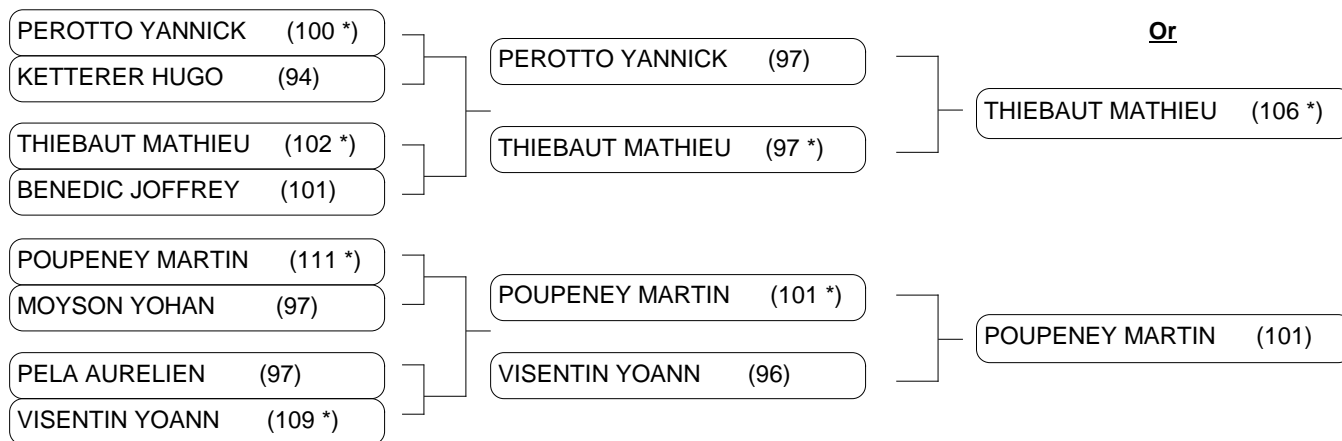 PEROTTO YANNICK (100 *)
KETTERER HUGO (94)
THIEBAUT MATHIEU (102 *)
BENEDIC JOFFREY (101)
POUPENEY MARTIN (111 *)
MOYSON YOHAN (97)
PELA AURELIEN (97)
VISENTIN YOANN (109 *)
PEROTTO YANNICK (97)
THIEBAUT MATHIEU (97 *)
POUPENEY MARTIN (101 *)
VISENTIN YOANN (96)
Or
THIEBAUT MATHIEU (106 *)
POUPENEY MARTIN (101)